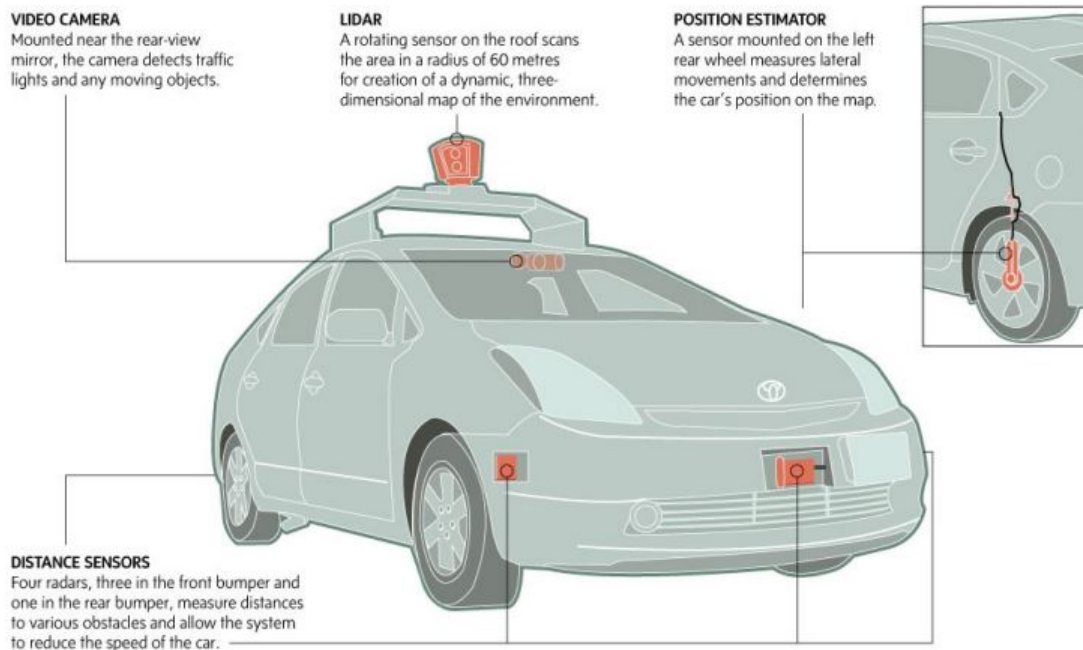 VIDEO CAMERA
Mounted near the rear-view
mirror, the camera detects traffic
lights and any moving objects.
LIDAR
A rotating sensor on the roof scans
the area in a radius of 60 metres
for creation of a dynamic, three-
dimensional map of the environment.
POSITION ESTIMATOR
A sensor mounted on the left
rear wheel measures lateral
movements and determines
the car's position on the map.
DISTANCE SENSORS
Four radars, three in the front bumper and
one in the rear bumper, measure distances
to various obstacles and allow the system
to reduce the speed of the car.